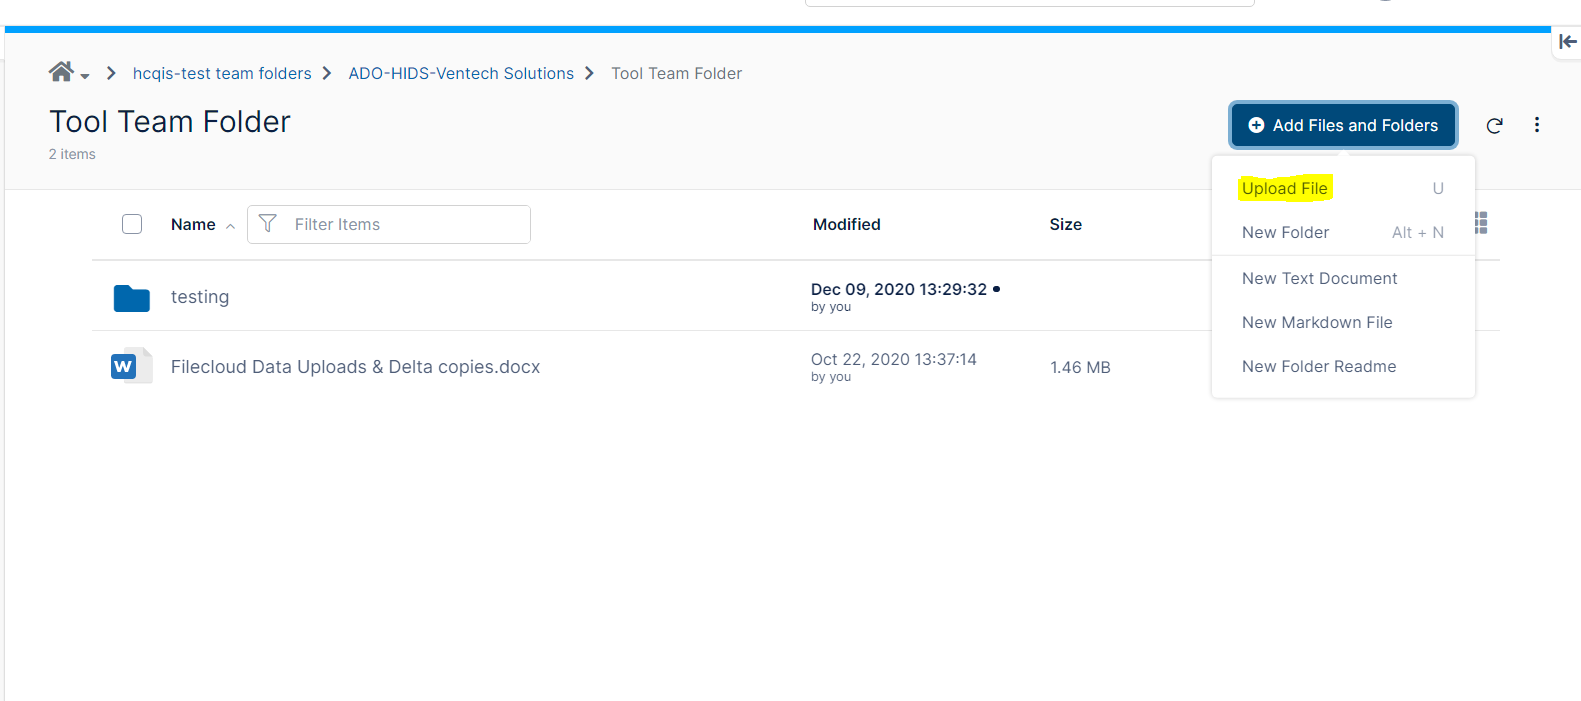 hcqis-test team folders ADO-HIDS-Ventech Solutions Tool Team Folder
Tool Team Folder
2 items
Add Files and Folders
Upload File U
New Folder Alt + N
New Text Document
New Markdown File
New Folder Readme
Name Filter Items Modified Size
testing Dec 09, 2020 13:29:32
by you
W Filecloud Data Uploads & Delta copies.docx Oct 22, 2020 13:37:14 1.46 MB
by you